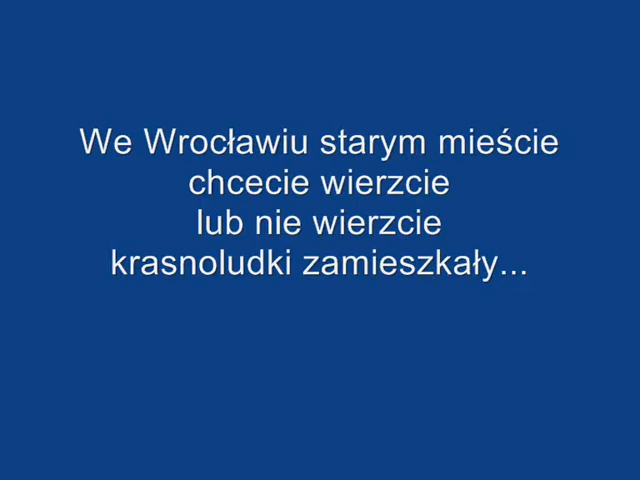 We Wrocławiu starym mieście
chcecie wierzcie
lub nie wierzcie
krasnoludki zamieszkały...